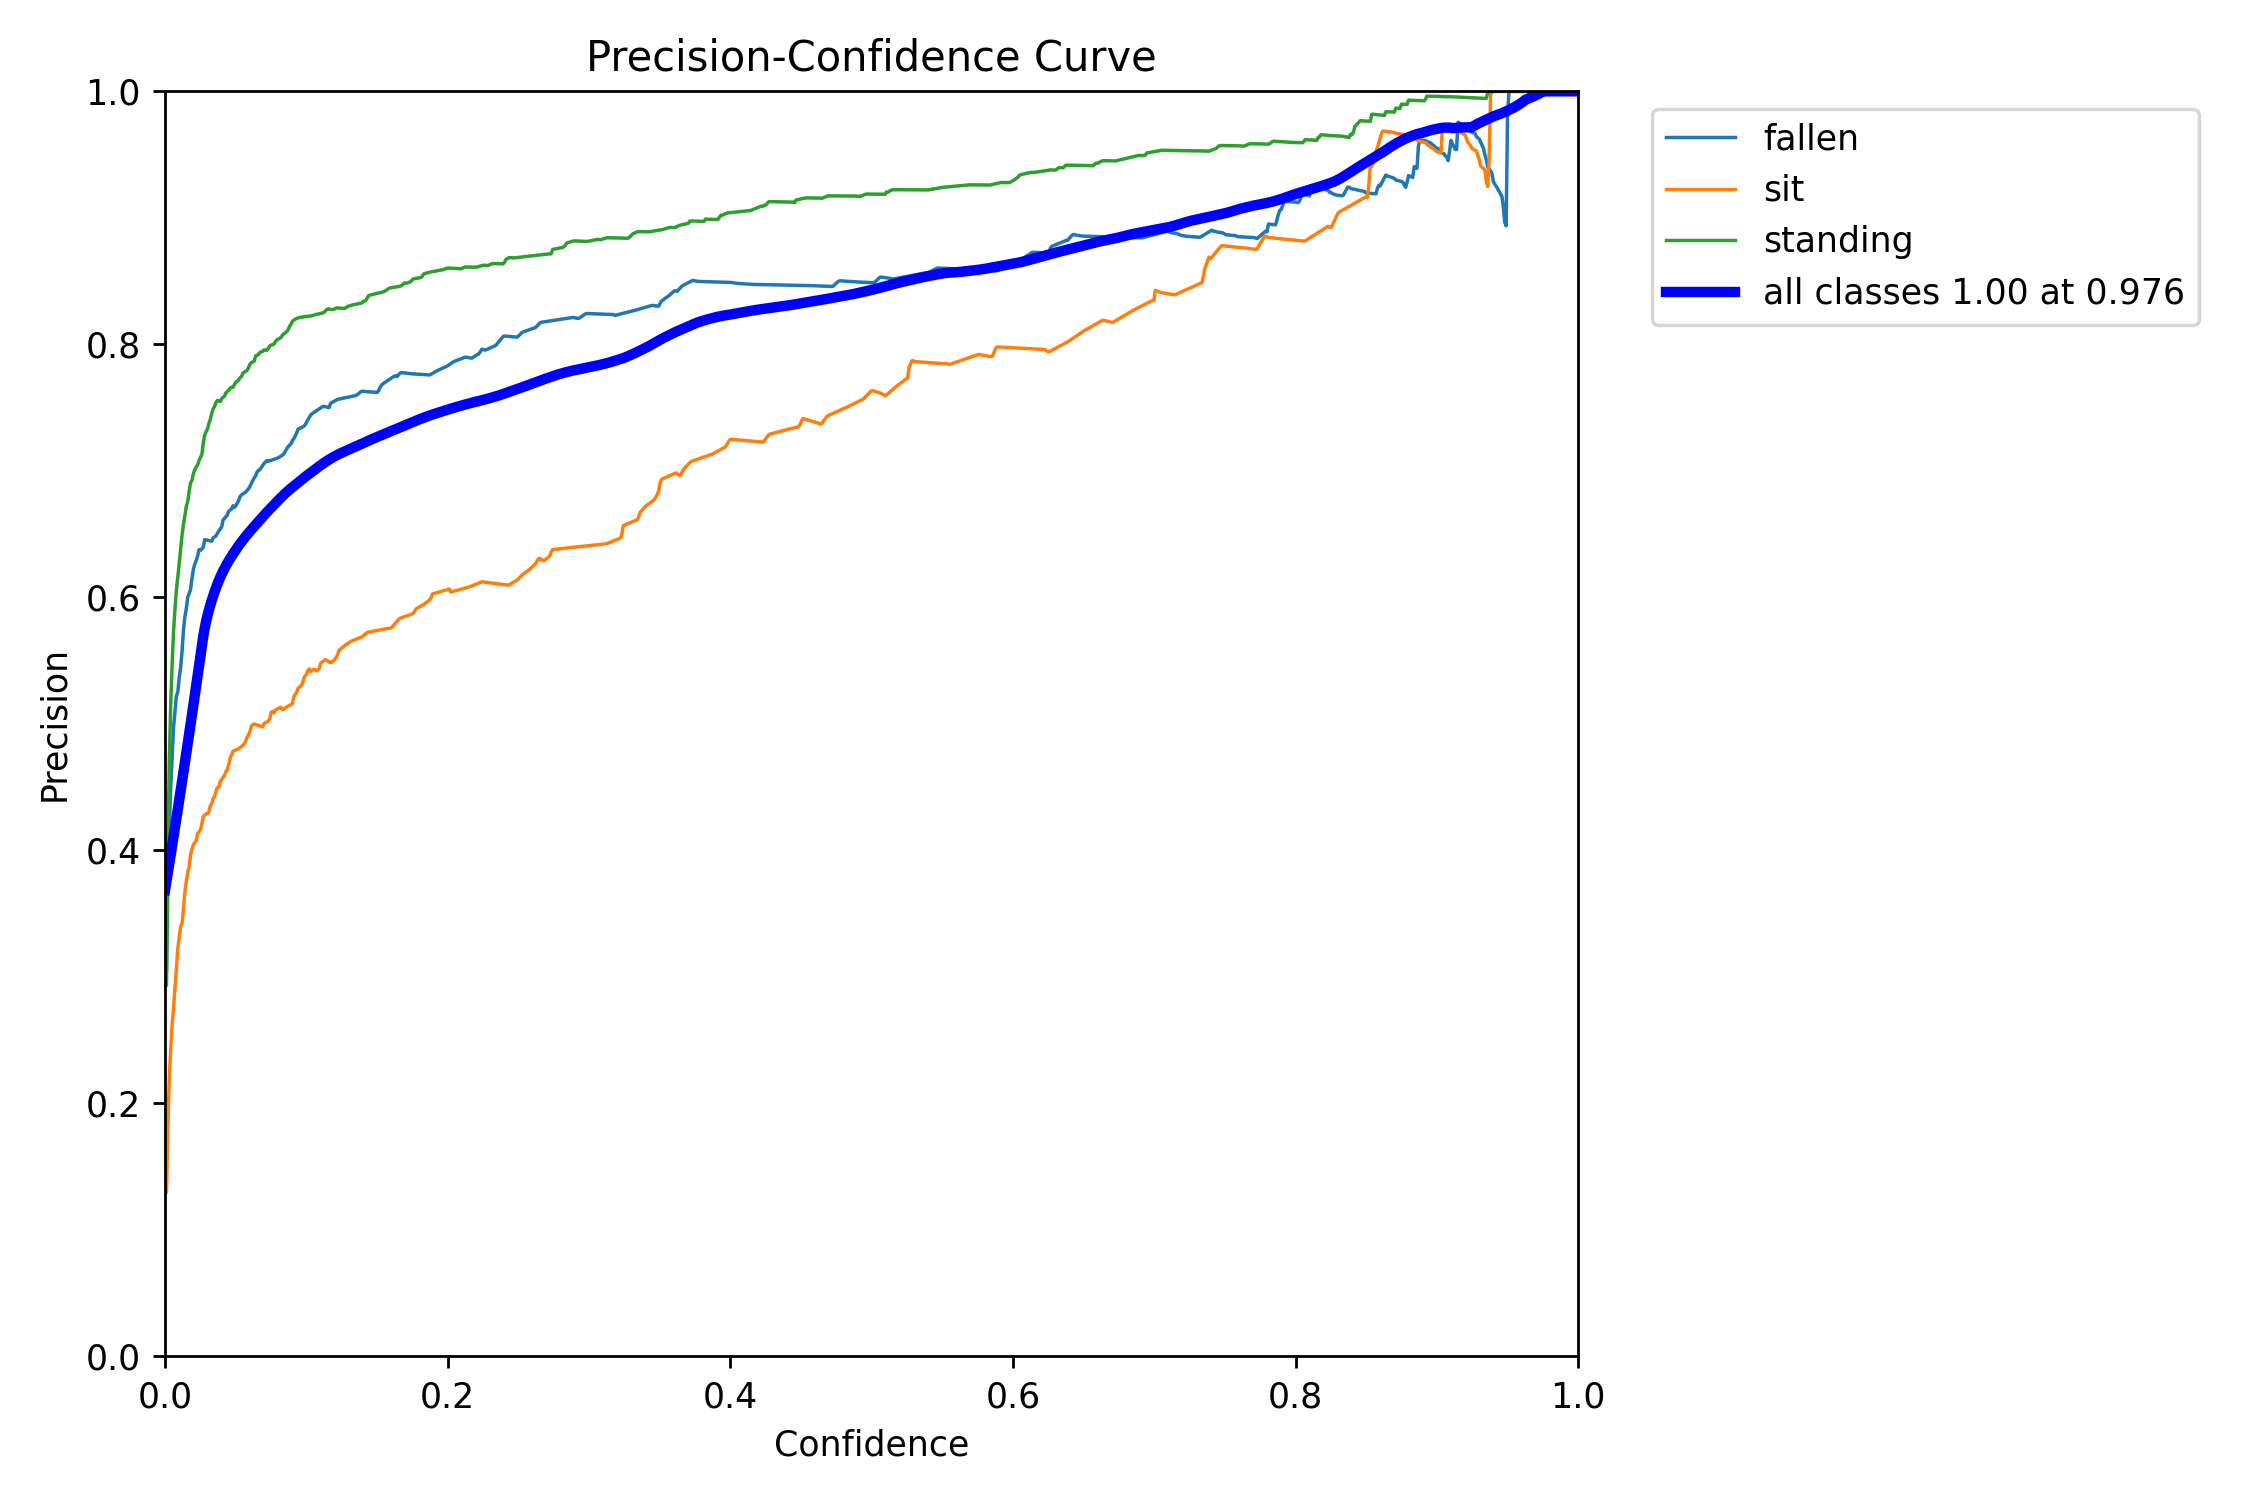 Precision-Confidence Curve
1.0
0.8
0.6
0.4
0.2
0.0
Precision
0.0 0.2 0.4 0.6 0.8 1.0
Confidence
fallen
sit
standing
all classes 1.00 at 0.976